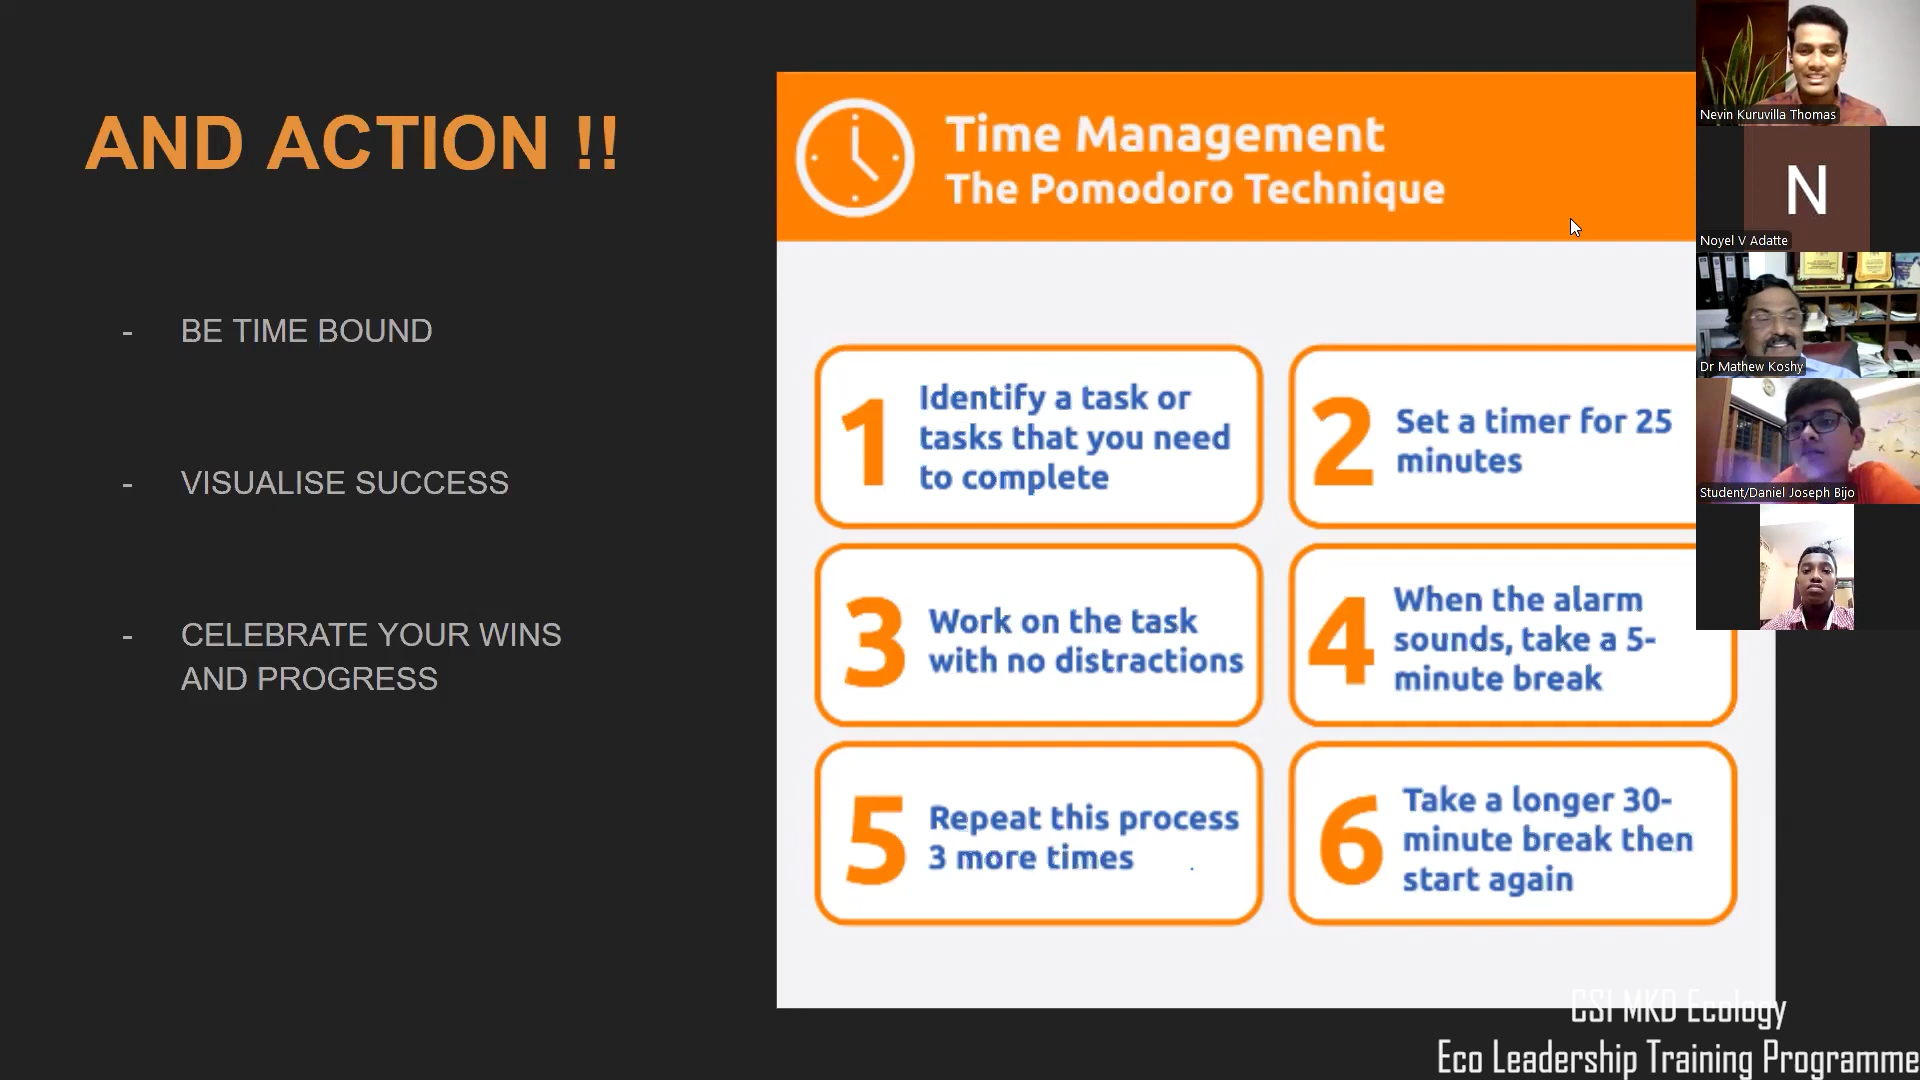 AND ACTION !!
- BE TIME BOUND
- VISUALISE SUCCESS
- CELEBRATE YOUR WINS
AND PROGRESS
Time Management
The Pomodoro Technique
1
Identify a task or
tasks that you need
to complete
2
Set a timer for 25
minutes
3
Work on the task
with no distractions
4
When the alarm
sounds, take a 5-
minute break
5
Repeat this process
3 more times
6
Take a longer 30-
minute break then
start again
Nevin Kuruvilla Thomas
N
Noyel V Adatte
Dr Mathew Koshy
Student/Daniel Joseph Bijo
CSI MKD Ecology
Eco Leadership Training Programme